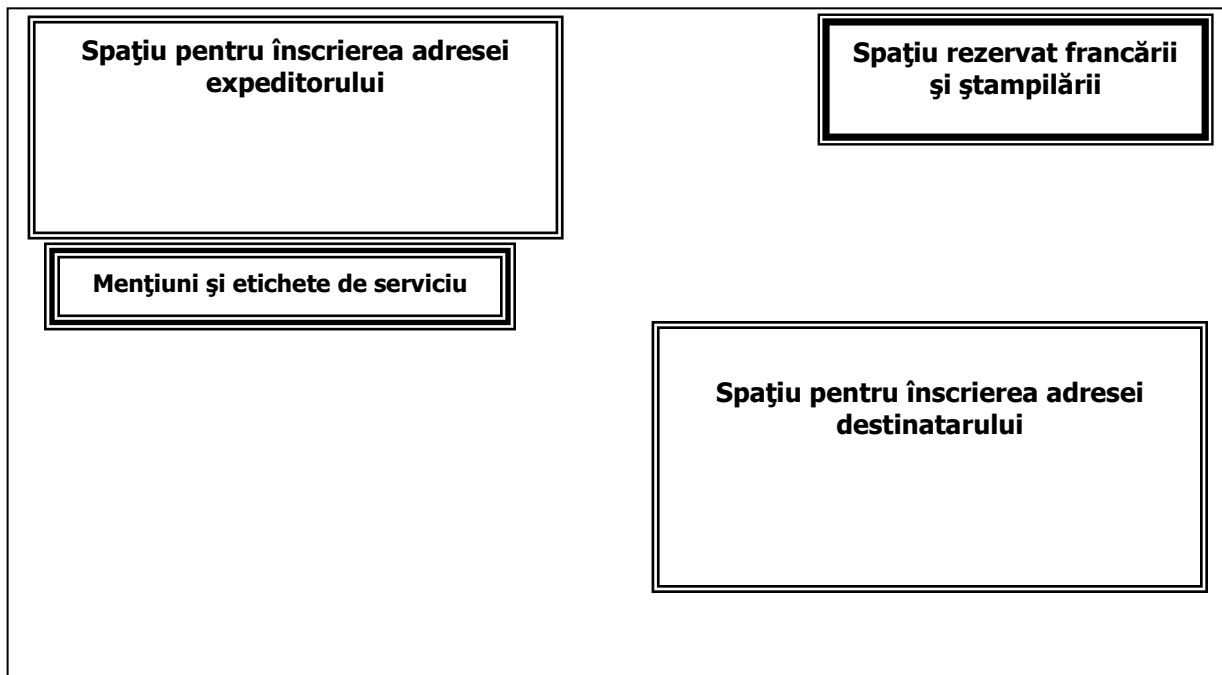 Spaţiu pentru înscrierea adresei
expeditorului
Spaţiu rezervat francării
şi ştampilării
Menţiuni şi etichete de serviciu
Spaţiu pentru înscrierea adresei
destinatarului